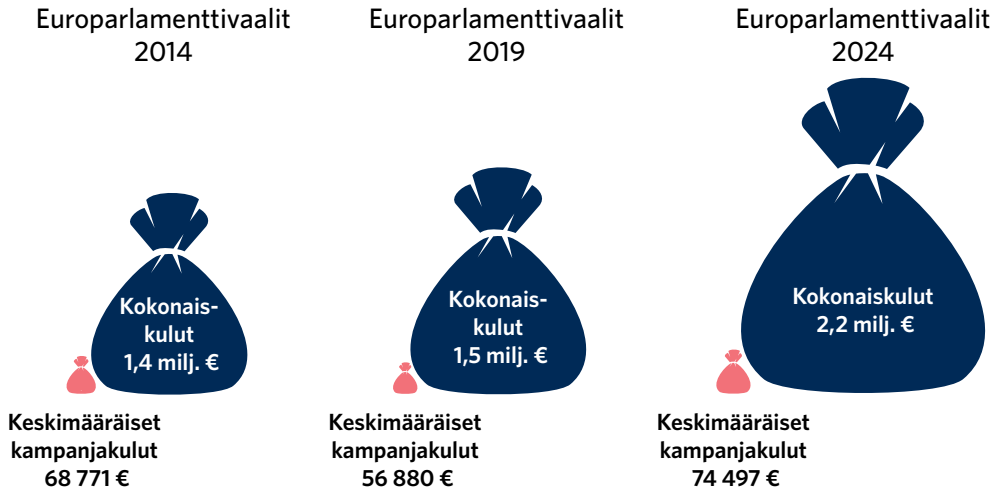 Europarlamenttivaalit
2014
Kokonais-
kulut
1,4 milj. €
Keskimääräiset
kampanjakulut
68 771 €
Europarlamenttivaalit
2019
Kokonais-
kulut
1,5 milj. €
Keskimääräiset
kampanjakulut
56 880 €
Europarlamenttivaalit
2024
Kokonaiskulut
2,2 milj. €
Keskimääräiset
kampanjakulut
74 497 €